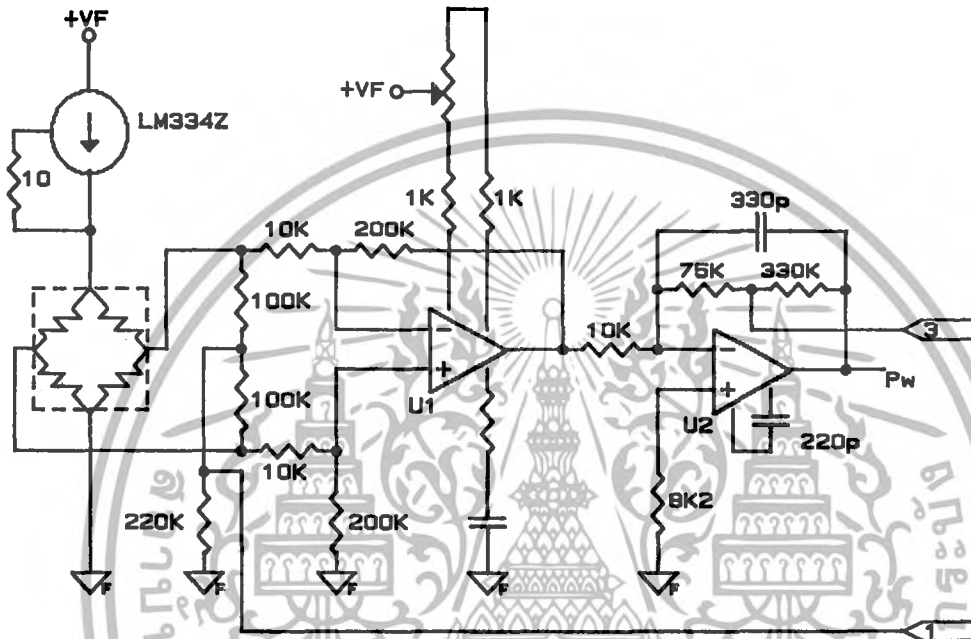 +VF
LM334Z
10
+VF
1K
1K
10K
200K
100K
100K
10K
220K
200K
U1
10K
330p
75K
330K
3
Pw
U2
220p
8K2
F
F
F
F
F
1